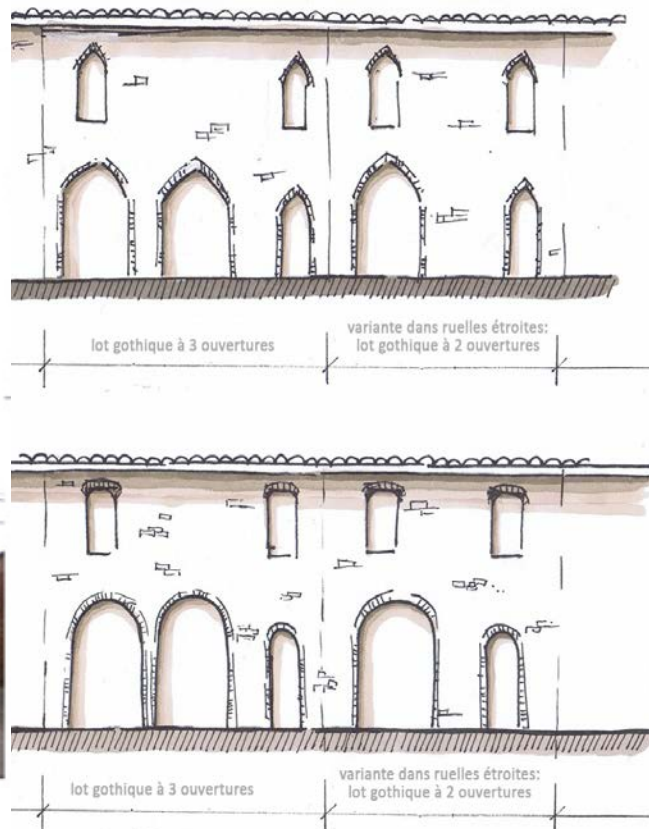 lot gothique à 3 ouvertures
variante dans ruelles étroites:
lot gothique à 2 ouvertures
lot gothique à 3 ouvertures
variante dans ruelles étroites:
lot gothique à 2 ouvertures